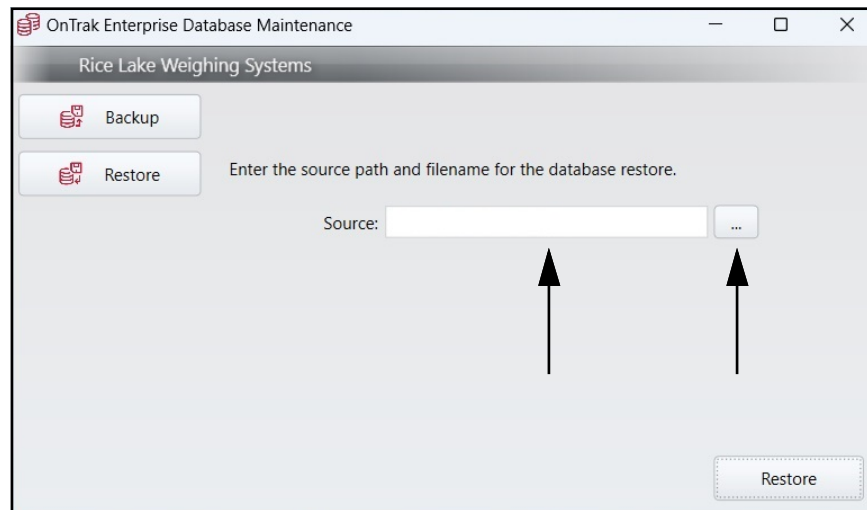 OnTrak Enterprise Database Maintenance
Rice Lake Weighing Systems
Backup
Restore
Enter the source path and filename for the database restore.
Source:
...
Restore